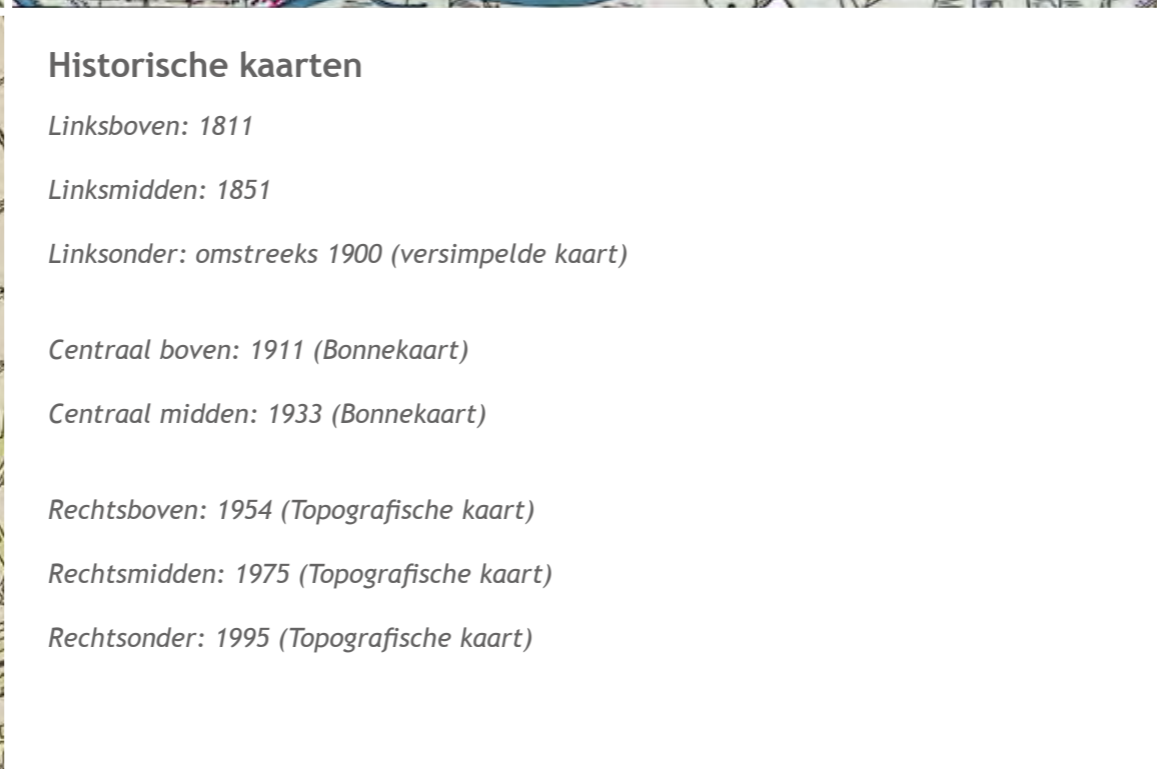 Historische kaarten
Linksboven: 1811
Linksmidden: 1851
Linksonder: omstreeks 1900 (versimpelde kaart)
Centraal boven: 1911 (Bonnekaart)
Centraal midden: 1933 (Bonnekaart)
Rechtsboven: 1954 (Topografische kaart)
Rechtsmidden: 1975 (Topografische kaart)
Rechtsonder: 1995 (Topografische kaart)